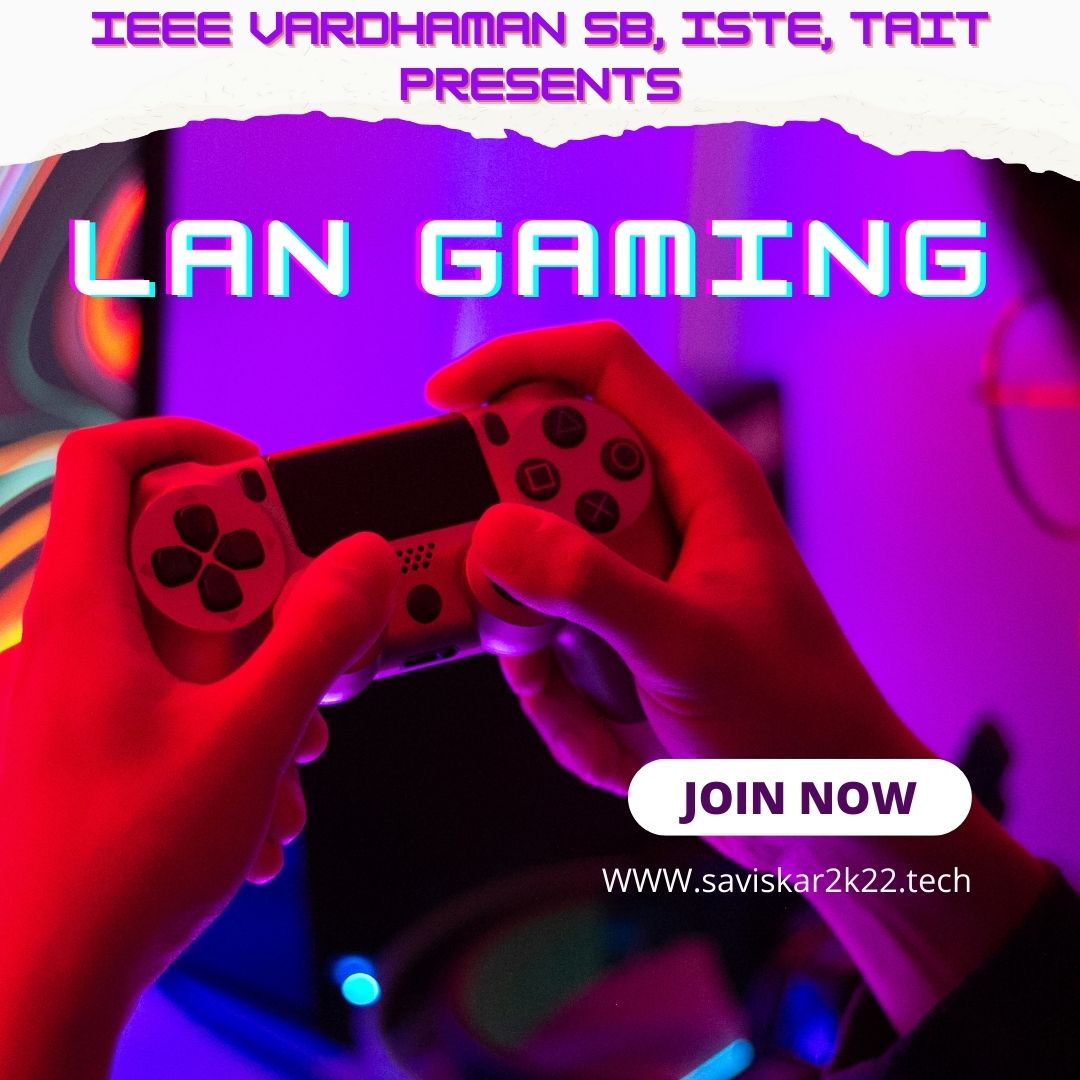 IEEE VARDHAMAN SB, ISTE, TAIT
PRESENTS
LAN GAMING
JOIN NOW
WWW.saviskar2k22.tech